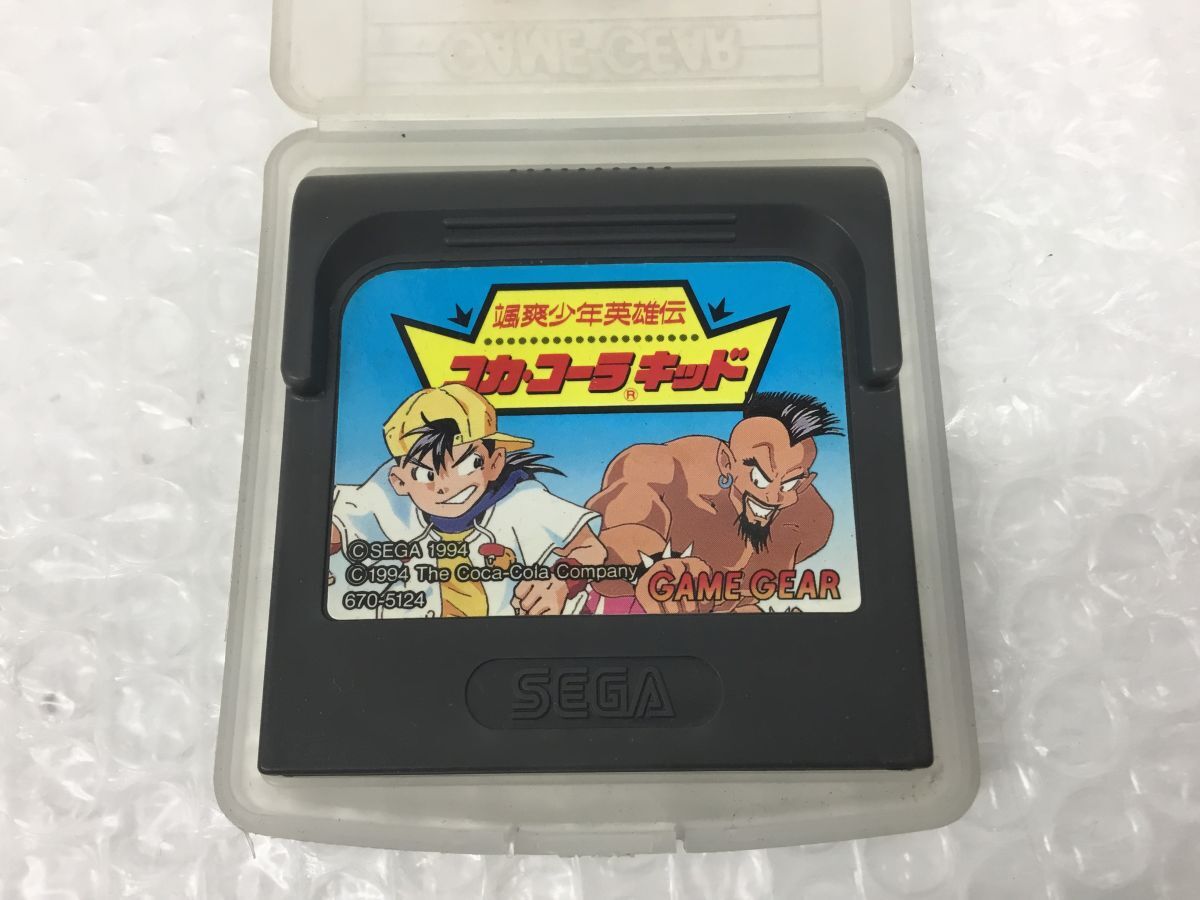 GAME GEAR
颯爽少年英雄伝
コカ・コーラ キッド
®
©SEGA 1994
©1994 The Coca-Cola Company
670-5124
GAME GEAR
SEGA